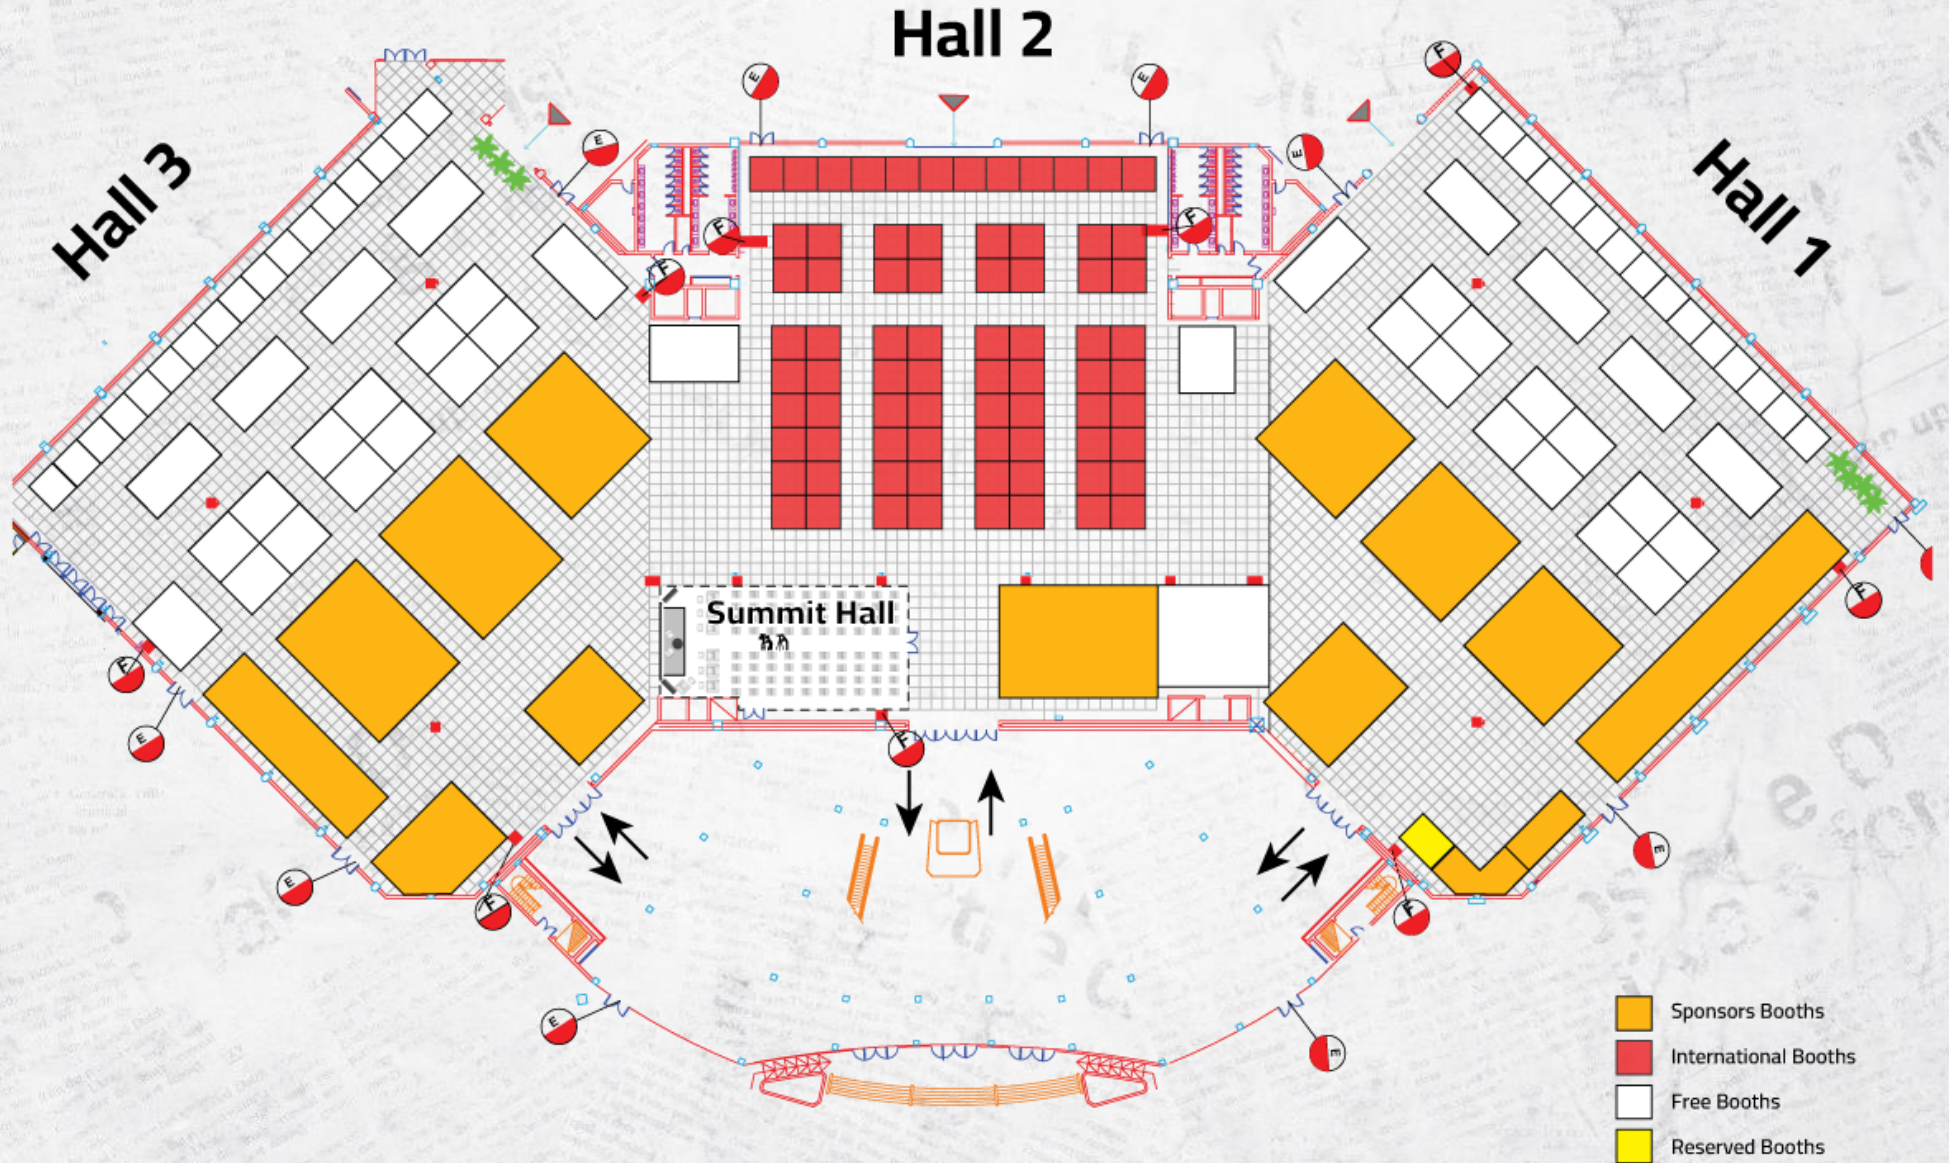 Hall 2
Hall 3
Hall 1
E
E
F
E
E
F
F
F
Summit Hall
F
F
E
F
E
E
F
F
E
E
Sponsors Booths
International Booths
Free Booths
Reserved Booths